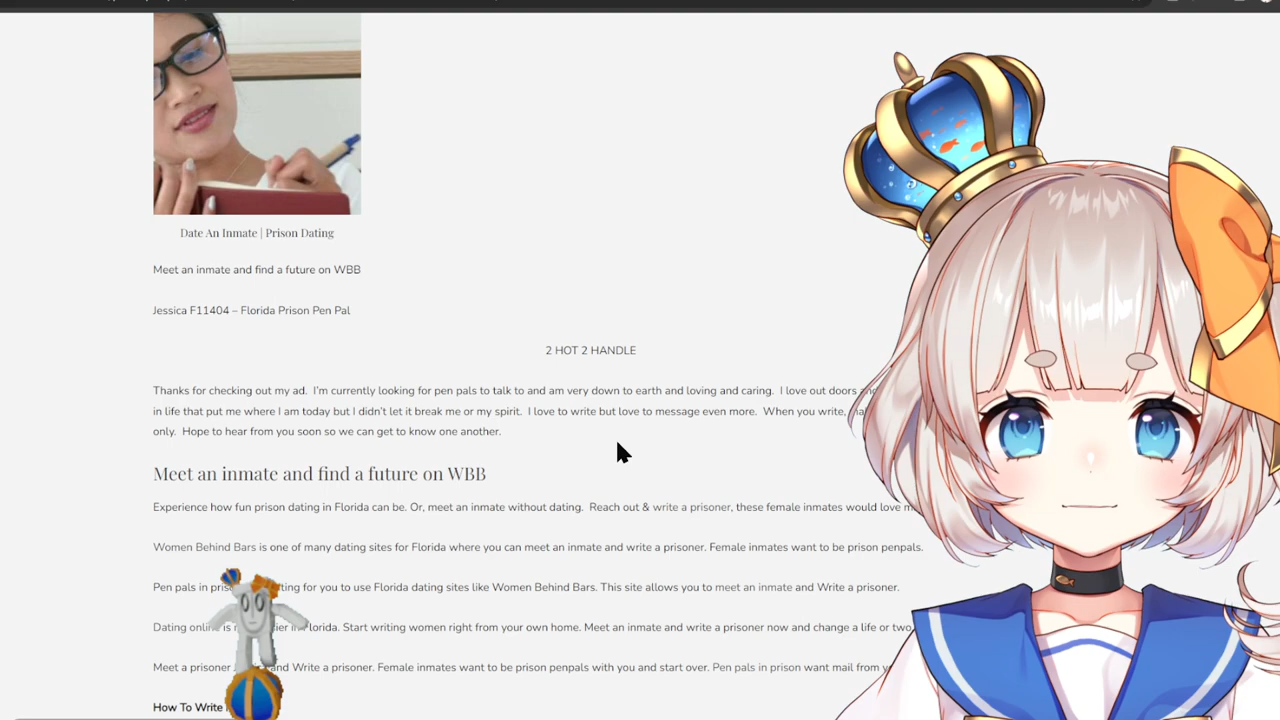 Date An Inmate | Prison Dating
Meet an inmate and find a future on WBB
Jessica F11404 – Florida Prison Pen Pal
2 HOT 2 HANDLE
Thanks for checking out my ad.  I'm currently looking for pen pals to talk to and am very down to earth and loving and caring.  I love out doors and
in life that put me where I am today but I didn't let it break me or my spirit.  I love to write but love to message even more.  When you write,
only.  Hope to hear from you soon so we can get to know one another.
Meet an inmate and find a future on WBB
Experience how fun prison dating in Florida can be. Or, meet an inmate without dating.  Reach out & write a prisoner, these female inmates would love
Women Behind Bars is one of many dating sites for Florida where you can meet an inmate and write a prisoner. Female inmates want to be prison penpals.
Pen pals in ting for you to use Florida dating sites like Women Behind Bars. This site allows you to meet an inmate and Write a prisoner.
Dating online is Florida. Start writing women right from your own home. Meet an inmate and write a prisoner now and change a life or two
Meet a prisoner and Write a prisoner. Female inmates want to be prison penpals with you and start over. Pen pals in prison want mail from
How To Write